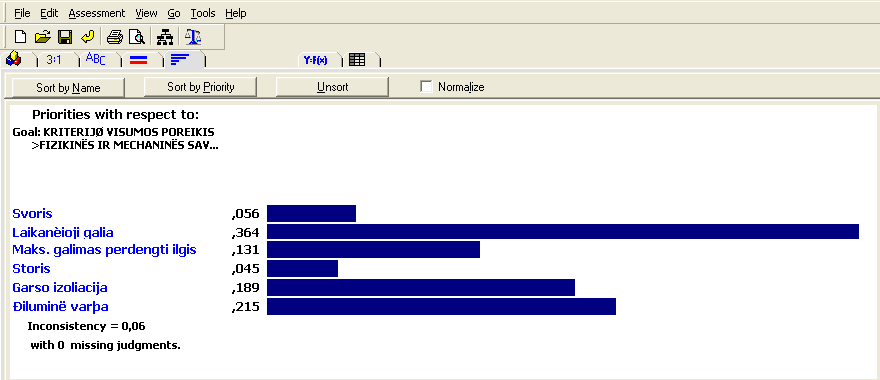 File Edit Assessment View Go Tools Help
3:1 ABC Y=F(x)
Sort by Name Sort by Priority Unsort Normalize
Priorities with respect to:
Goal: KRITERIJØ VISUMOS POREIKIS
>FIZIKINËS IR MECHANINËS SAV...
Svoris ,056
Laikanèioji galia ,364
Maks. galimas perdengti ilgis ,131
Storis ,045
Garso izoliacija ,189
Ðiluminë varþa ,215
Inconsistency = 0,06
with 0 missing judgments.